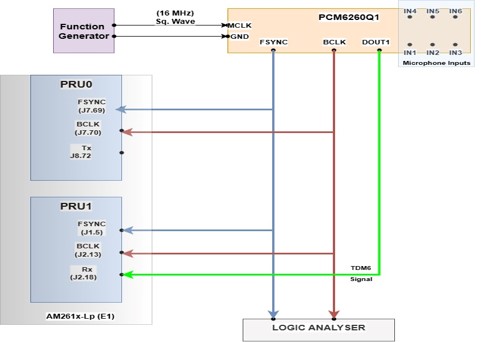 (16 MHz)
Sq. Wave
Function
Generator
MCLK
GND
PCM6260Q1
FSYNC
BCLK
DOUT1
IN4
IN5
IN6
IN1
IN2
IN3
Microphone Inputs
PRU0
FSYNC
(J7.69)
BCLK
(J7.70)
Tx
J8.72
PRU1
FSYNC
(J1.5)
BCLK
(J2.13)
Rx
(J2.18)
TDM6
Signal
AM261x-Lp (E1)
LOGIC ANALYSER